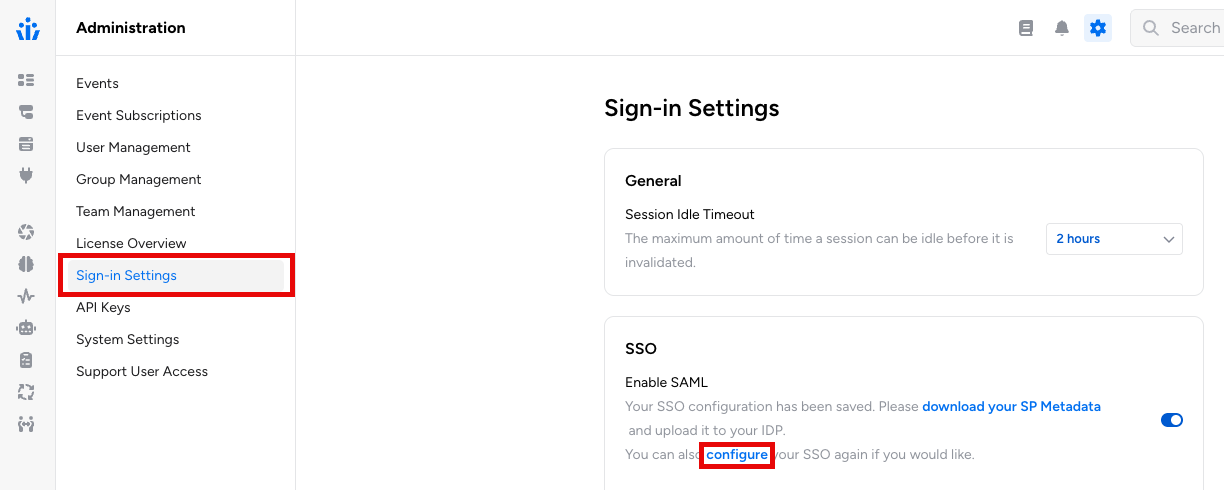 Administration
Search
Events
Event Subscriptions
User Management
Group Management
Team Management
License Overview
Sign-in Settings
API Keys
System Settings
Support User Access
Sign-in Settings
General
Session Idle Timeout
The maximum amount of time a session can be idle before it is
invalidated.
2 hours
SSO
Enable SAML
Your SSO configuration has been saved. Please download your SP Metadata
and upload it to your IDP.
You can also configure your SSO again if you would like.